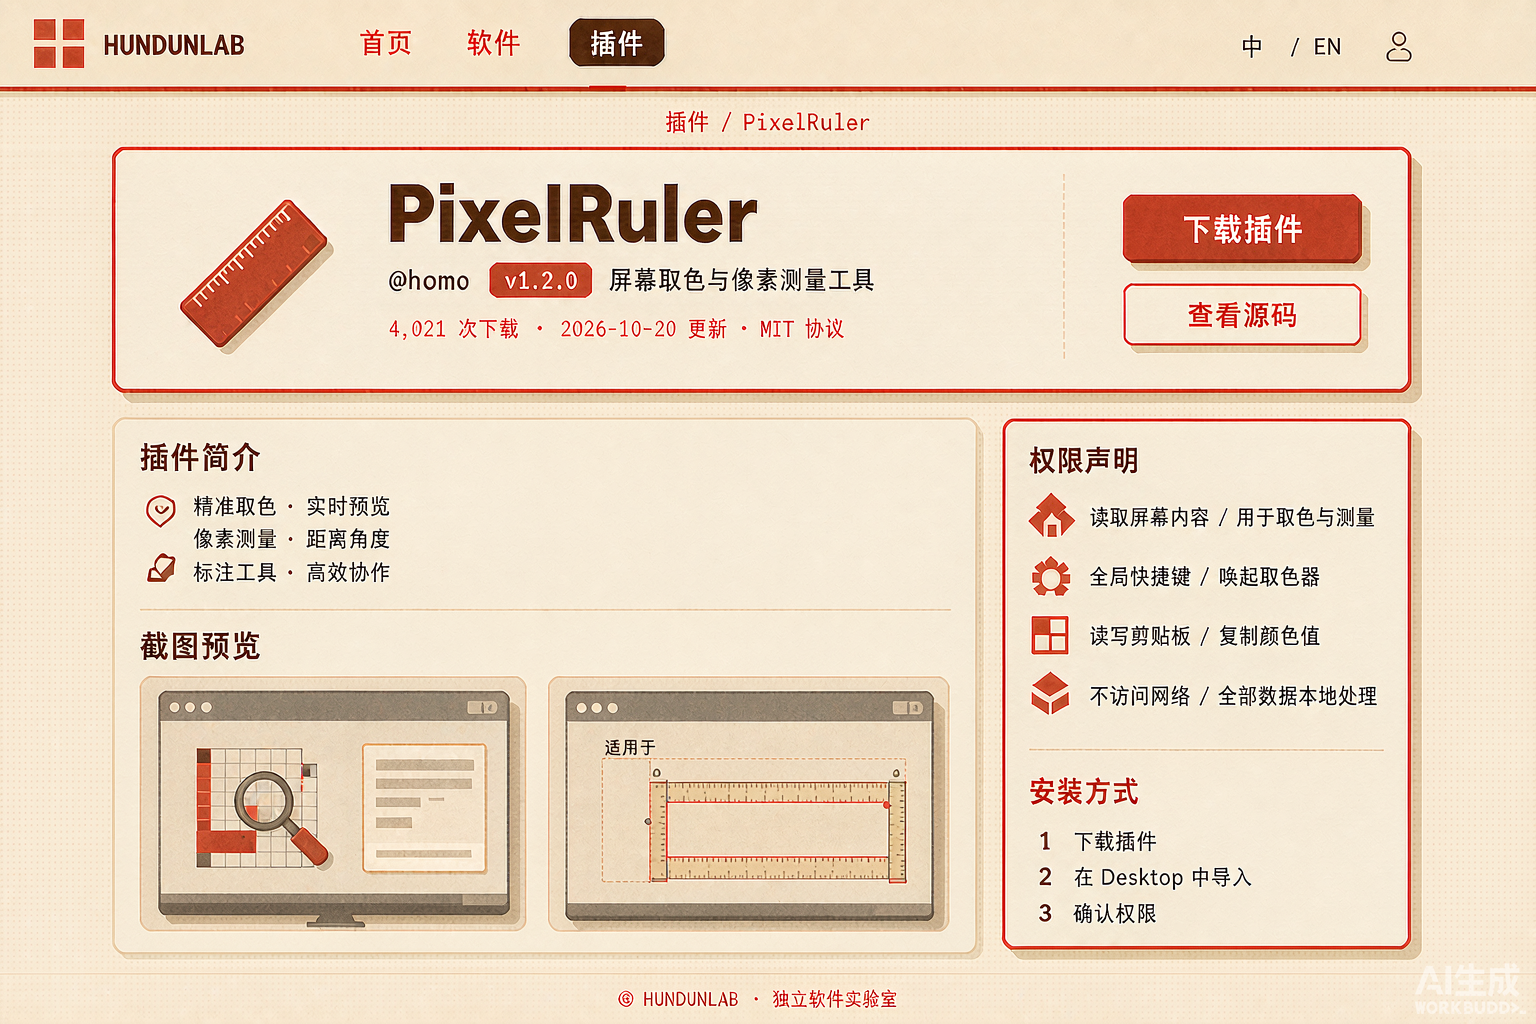 HUNDUNLAB 首页 软件 插件 中 / EN
插件 / PixelRuler
PixelRuler
@homo v1.2.0 屏幕取色与像素测量工具
4,021 次下载 · 2026-10-20 更新 · MIT 协议
下载插件
查看源码
插件简介
精准取色 · 实时预览
像素测量 · 距离角度
标注工具 · 高效协作
截图预览
适用于
权限声明
读取屏幕内容 / 用于取色与测量
全局快捷键 / 唤起取色器
读写剪贴板 / 复制颜色值
不访问网络 / 全部数据本地处理
安装方式
1 下载插件
2 在 Desktop 中导入
3 确认权限
HUNDUNLAB · 独立软件实验室
AI生成